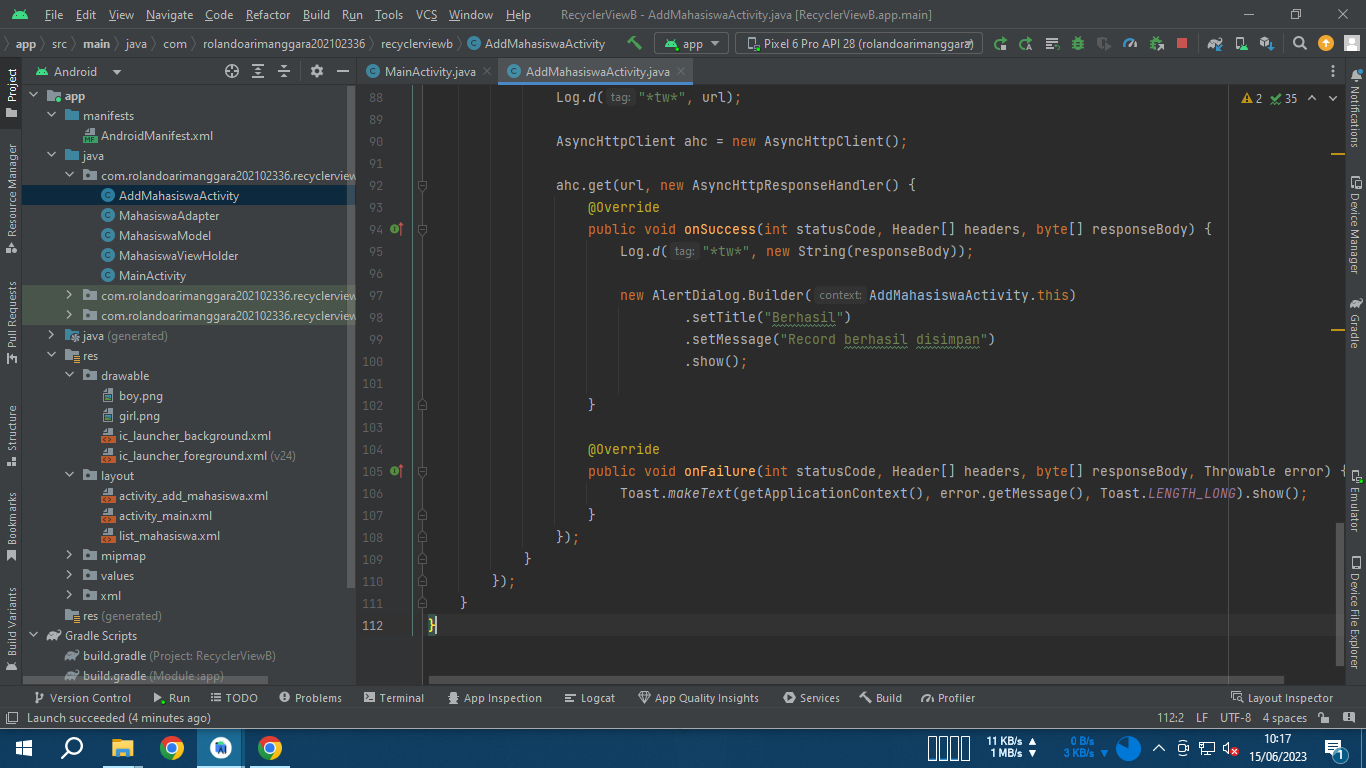 File Edit View Navigate Code Refactor Build Run Tools VCS Window Help RecyclerViewB - AddMahasiswaActivity.java [RecyclerViewB.app.main]
app src main java com rolandoarimanggara202102336 recyclerviewb AddMahasiswaActivity app Pixel 6 Pro API 28 (rolandoarimanggara)
Android
MainActivity.java AddMahasiswaActivity.java
Project
Resource Manager
Pull Requests
Structure
Bookmarks
Build Variants
app
manifests
AndroidManifest.xml
java
com.rolandoarimanggara202102336.recyclerview
AddMahasiswaActivity
MahasiswaAdapter
MahasiswaModel
MahasiswaViewHolder
MainActivity
com.rolandoarimanggara202102336.recyclerview
com.rolandoarimanggara202102336.recyclerview
java (generated)
res
drawable
boy.png
girl.png
ic_launcher_background.xml
ic_launcher_foreground.xml (v24)
layout
activity_add_mahasiswa.xml
activity_main.xml
list_mahasiswa.xml
mipmap
values
xml
res (generated)
Gradle Scripts
build.gradle (Project: RecyclerViewB)
build.gradle (Module :app)
2 35
88 Log.d( tag: "*tw*", url);
89
90 AsyncHttpClient ahc = new AsyncHttpClient();
91
92 ahc.get(url, new AsyncHttpResponseHandler() {
93 @Override
94 public void onSuccess(int statusCode, Header[] headers, byte[] responseBody) {
95 Log.d( tag: "*tw*", new String(responseBody));
96
97 new AlertDialog.Builder( context: AddMahasiswaActivity.this)
98 .setTitle("Berhasil")
99 .setMessage("Record berhasil disimpan")
100 .show();
101
102 }
103
104 @Override
105 public void onFailure(int statusCode, Header[] headers, byte[] responseBody, Throwable error) {
106 Toast.makeText(getApplicationContext(), error.getMessage(), Toast.LENGTH_LONG).show();
107 }
108 });
109 }
110 });
111 }
112 }
Notifications
Device Manager
Gradle
Emulator
Device File Explorer
Version Control Run TODO Problems Terminal App Inspection Logcat App Quality Insights Services Build Profiler Layout Inspector
Launch succeeded (4 minutes ago) 112:2 LF UTF-8 4 spaces
11 KB/s 0 B/s 10:17
1 MB/s 3 KB/s 15/06/2023 1